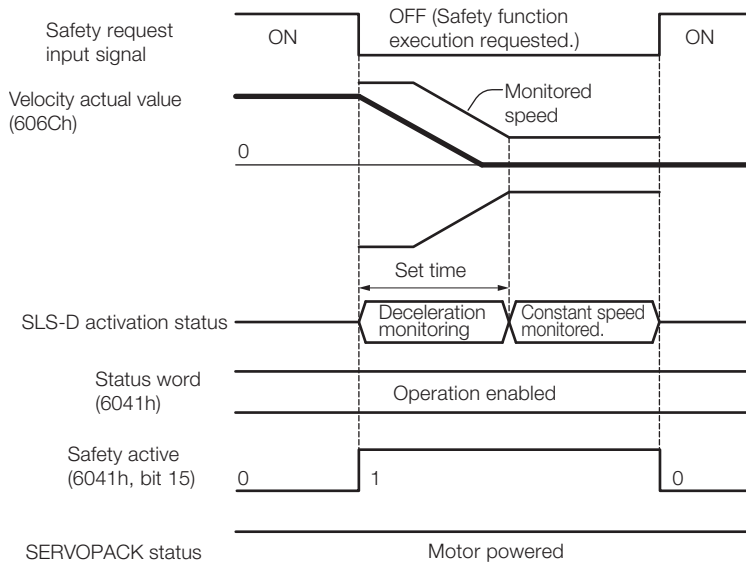 Safety request
input signal
ON
OFF (Safety function
execution requested.)
ON
Velocity actual value
(606Ch)
Monitored
speed
0
Set time
SLS-D activation status
Deceleration
monitoring
Constant speed
monitored.
Status word
(6041h)
Operation enabled
Safety active
(6041h, bit 15)
0
1
0
SERVOPACK status
Motor powered